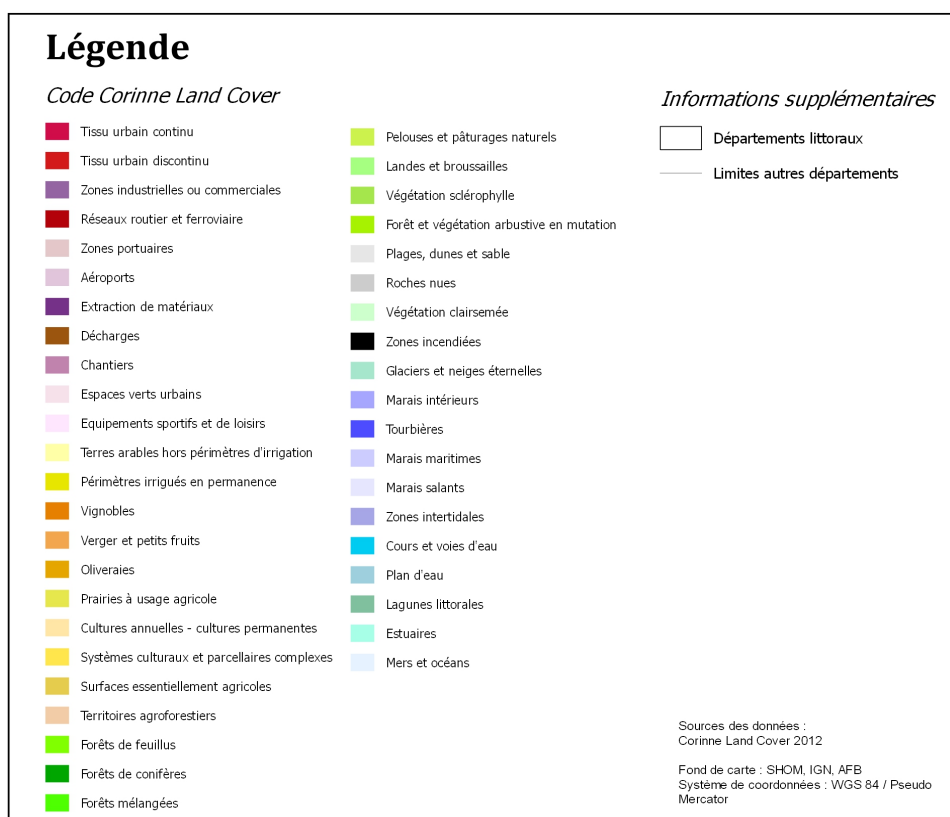 Légende
Code Corinne Land Cover
Tissu urbain continu
Tissu urbain discontinu
Zones industrielles ou commerciales
Réseaux routier et ferroviaire
Zones portuaires
Aéroports
Extraction de matériaux
Décharges
Chantiers
Espaces verts urbains
Equipements sportifs et de loisirs
Terres arables hors périmètres d'irrigation
Périmètres irrigués en permanence
Vignobles
Verger et petits fruits
Oliveraies
Prairies à usage agricole
Cultures annuelles - cultures permanentes
Systèmes culturaux et parcellaires complexes
Surfaces essentiellement agricoles
Territoires agroforestiers
Forêts de feuillus
Forêts de conifères
Forêts mélangées
Pelouses et pâturages naturels
Landes et broussailles
Végétation sclérophylle
Forêt et végétation arbustive en mutation
Plages, dunes et sable
Roches nues
Végétation clairsemée
Zones incendiées
Glaciers et neiges éternelles
Marais intérieurs
Tourbières
Marais maritimes
Marais salants
Zones intertidales
Cours et voies d'eau
Plan d'eau
Lagunes littorales
Estuaires
Mers et océans
Informations supplémentaires
Départements littoraux
Limites autres départements
Sources des données :
Corinne Land Cover 2012
Fond de carte : SHOM, IGN, AFB
Système de coordonnées : WGS 84 / Pseudo
Mercator